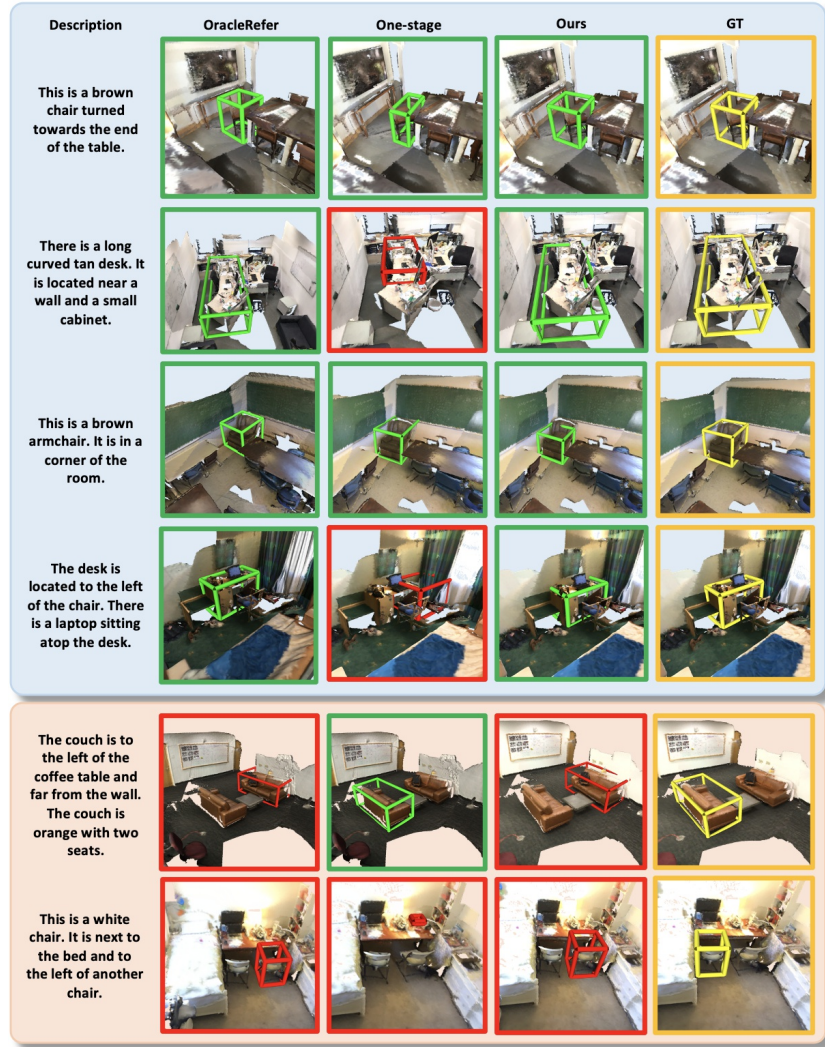 Description OracleRefer One-stage Ours GT
This is a brown
chair turned
towards the end
of the table.
There is a long
curved tan desk. It
is located near a
wall and a small
cabinet.
This is a brown
armchair. It is in a
corner of the
room.
The desk is
located to the left
of the chair. There
is a laptop sitting
atop the desk.
The couch is to
the left of the
coffee table and
far from the wall.
The couch is
orange with two
seats.
This is a white
chair. It is next to
the bed and to
the left of another
chair.